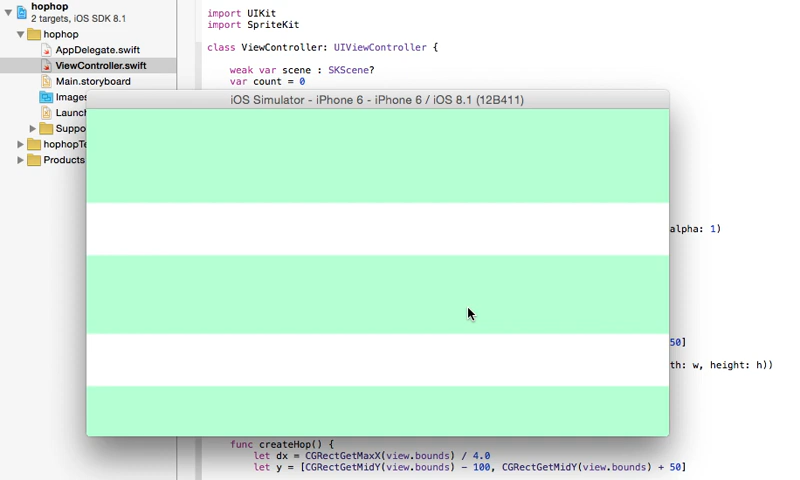 hophop
2 targets, iOS SDK 8.1
hophop
AppDelegate.swift
ViewController.swift
Main.storyboard
Images
Launc
Suppo
hophopTe
Products
import UIKit
import SpriteKit
class ViewController: UIViewController {
weak var scene : SKScene?
var count = 0
iOS Simulator - iPhone 6 - iPhone 6 / iOS 8.1 (12B411)
alpha: 1)
50]
th: w, height: h))
func createHop() {
let dx = CGRectGetMaxX(view.bounds) / 4.0
let y = [CGRectGetMidY(view.bounds) - 100, CGRectGetMidY(view.bounds) + 50]